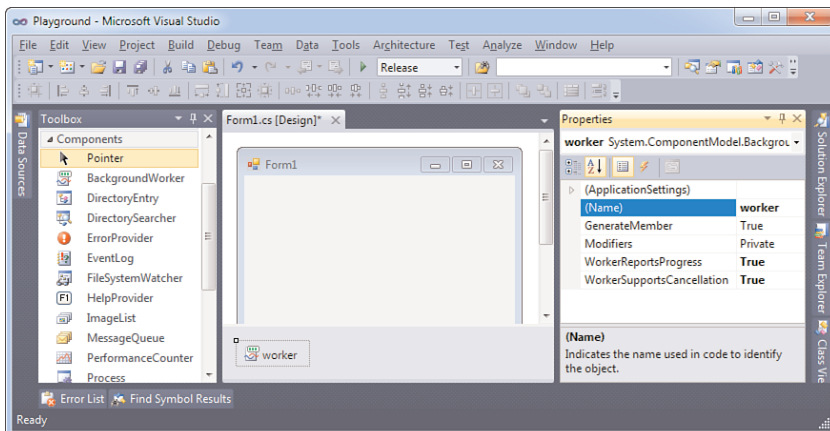 Playground - Microsoft Visual Studio
File Edit View Project Build Debug Team Data Tools Architecture Test Analyze Window Help
Release
Toolbox
Form1.cs [Design]*
Properties
Data Sources
Components
Pointer
BackgroundWorker
DirectoryEntry
DirectorySearcher
ErrorProvider
EventLog
FileSystemWatcher
F1 HelpProvider
ImageList
MessageQueue
PerformanceCounter
Process
Form1
worker
worker System.ComponentModel.Backgrou
(ApplicationSettings)
(Name) worker
GenerateMember True
Modifiers Private
WorkerReportsProgress True
WorkerSupportsCancellation True
(Name)
Indicates the name used in code to identify
the object.
Solution Explorer
Team Explorer
Class Vie
Error List Find Symbol Results
Ready